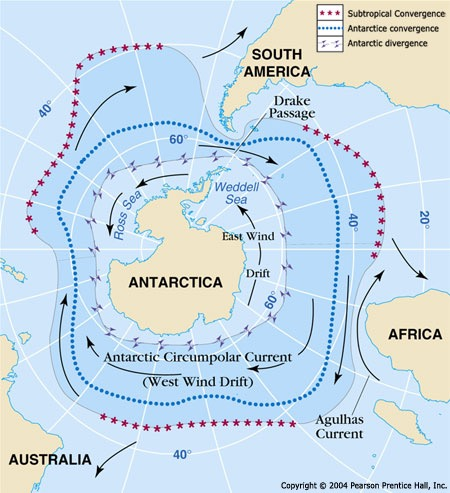 Subtropical Convergence
Antarctice convergence
Antarctic divergence
SOUTH
AMERICA
40°
Drake
Passage
60°
Weddell
Sea
Ross Sea
East Wind
Drift
40°
20°
ANTARCTICA
60°
AFRICA
Antarctic Circumpolar Current
(West Wind Drift)
Agulhas
Current
AUSTRALIA
40°
Copyright © 2004 Pearson Prentice Hall, Inc.